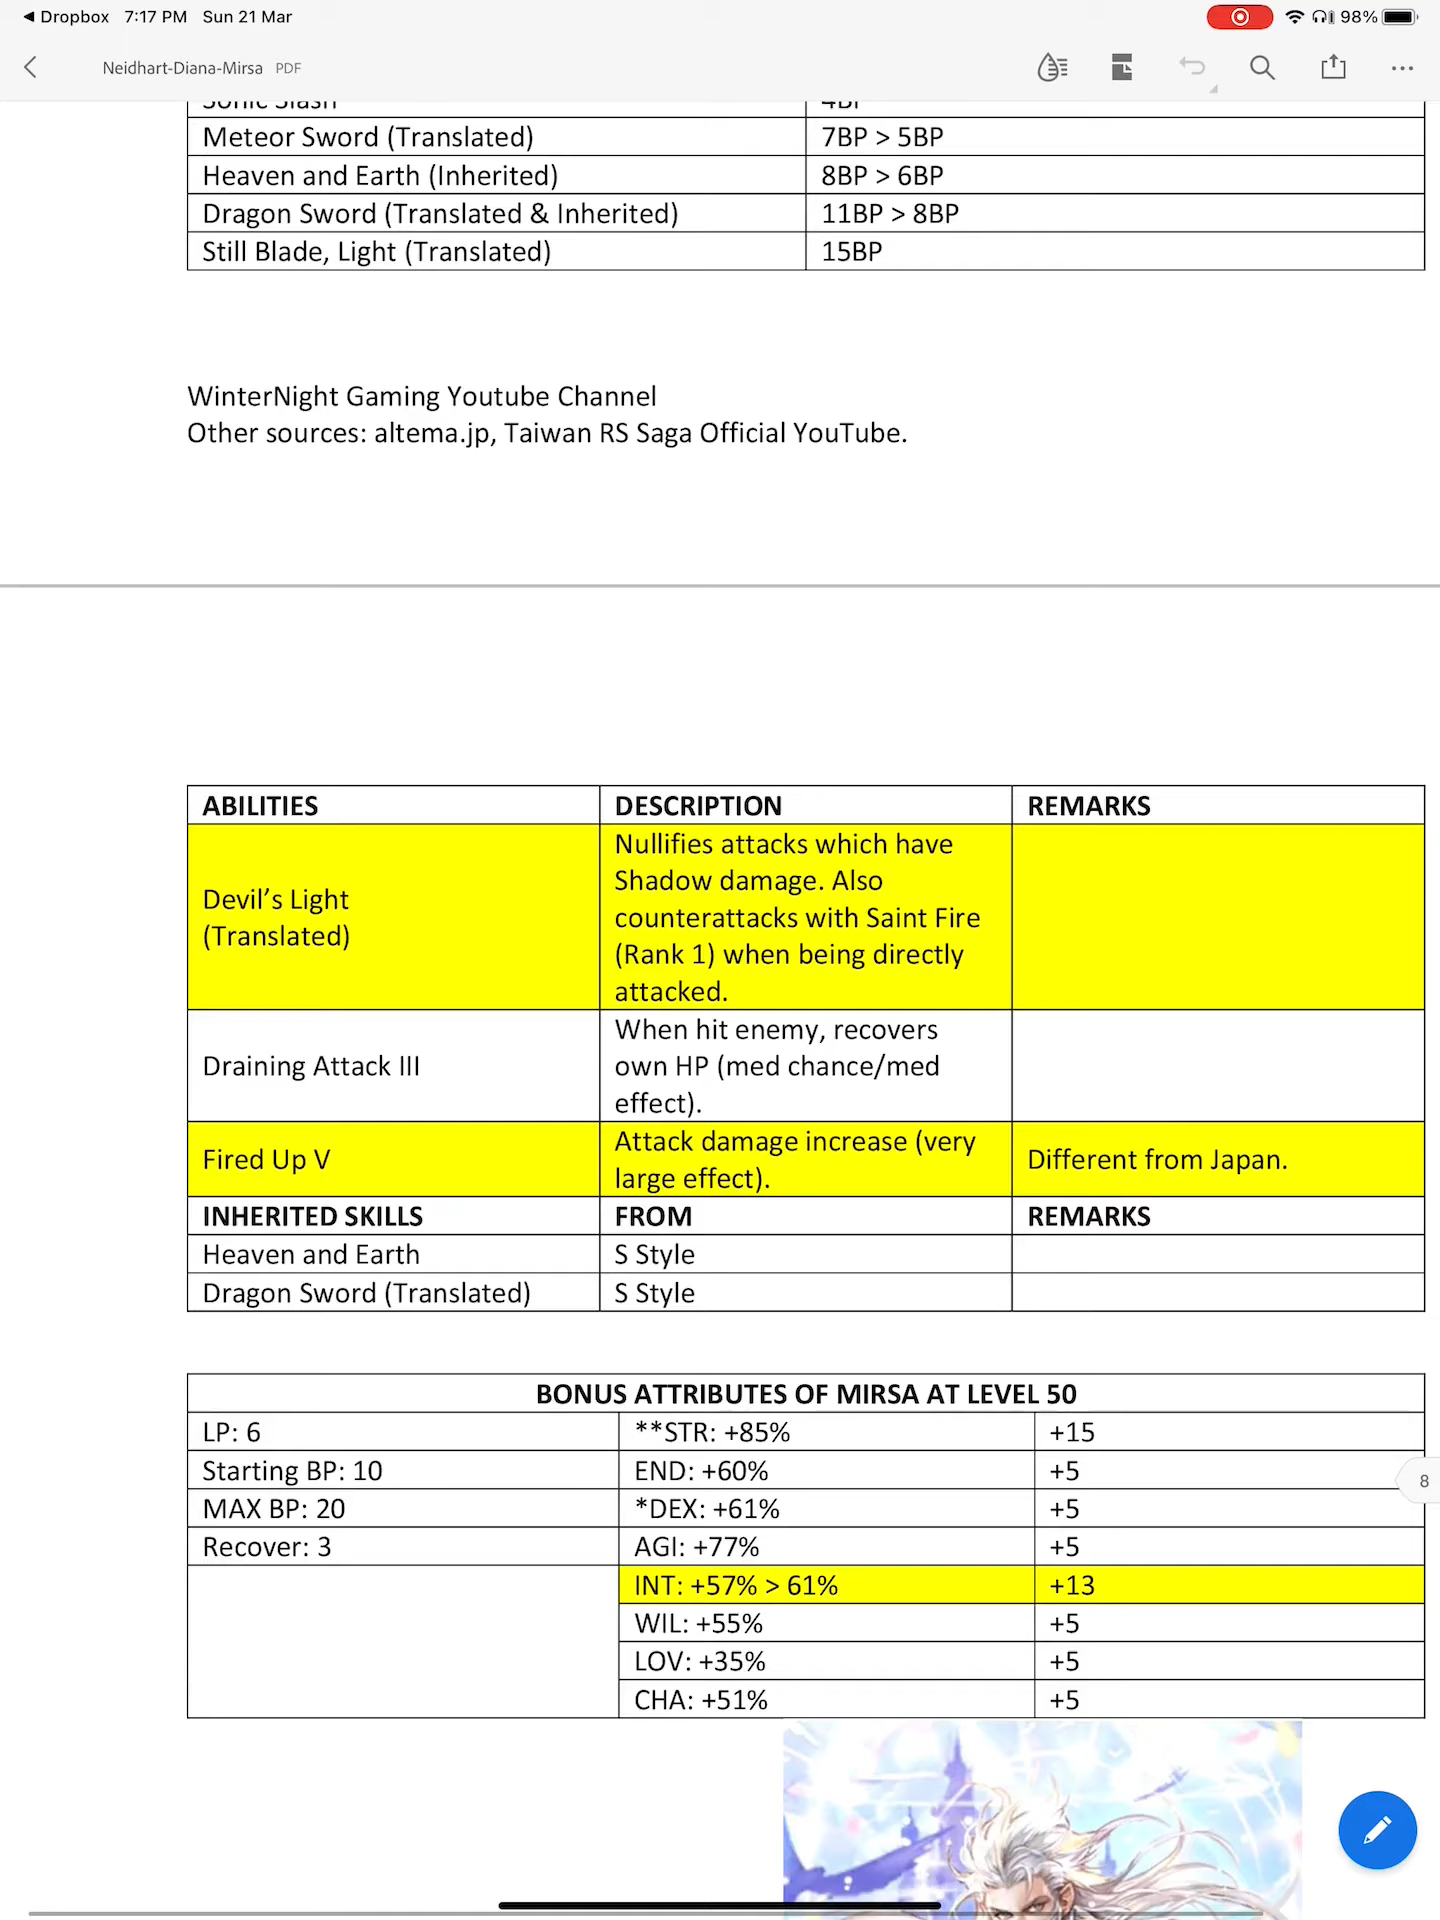 Dropbox 7:17 PM Sun 21 Mar 98%
Neidhart-Diana-Mirsa PDF
Sonic Slash 4BP
Meteor Sword (Translated) 7BP > 5BP
Heaven and Earth (Inherited) 8BP > 6BP
Dragon Sword (Translated & Inherited) 11BP > 8BP
Still Blade, Light (Translated) 15BP
WinterNight Gaming Youtube Channel
Other sources: altema.jp, Taiwan RS Saga Official YouTube.
ABILITIES DESCRIPTION REMARKS
Devil’s Light
(Translated)
Nullifies attacks which have
Shadow damage. Also
counterattacks with Saint Fire
(Rank 1) when being directly
attacked.
Draining Attack III
When hit enemy, recovers
own HP (med chance/med
effect).
Fired Up V
Attack damage increase (very
large effect).
Different from Japan.
INHERITED SKILLS FROM REMARKS
Heaven and Earth S Style
Dragon Sword (Translated) S Style
BONUS ATTRIBUTES OF MIRSA AT LEVEL 50
LP: 6 **STR: +85% +15
Starting BP: 10 END: +60% +5
MAX BP: 20 *DEX: +61% +5
Recover: 3 AGI: +77% +5
INT: +57% > 61% +13
WIL: +55% +5
LOV: +35% +5
CHA: +51% +5
8